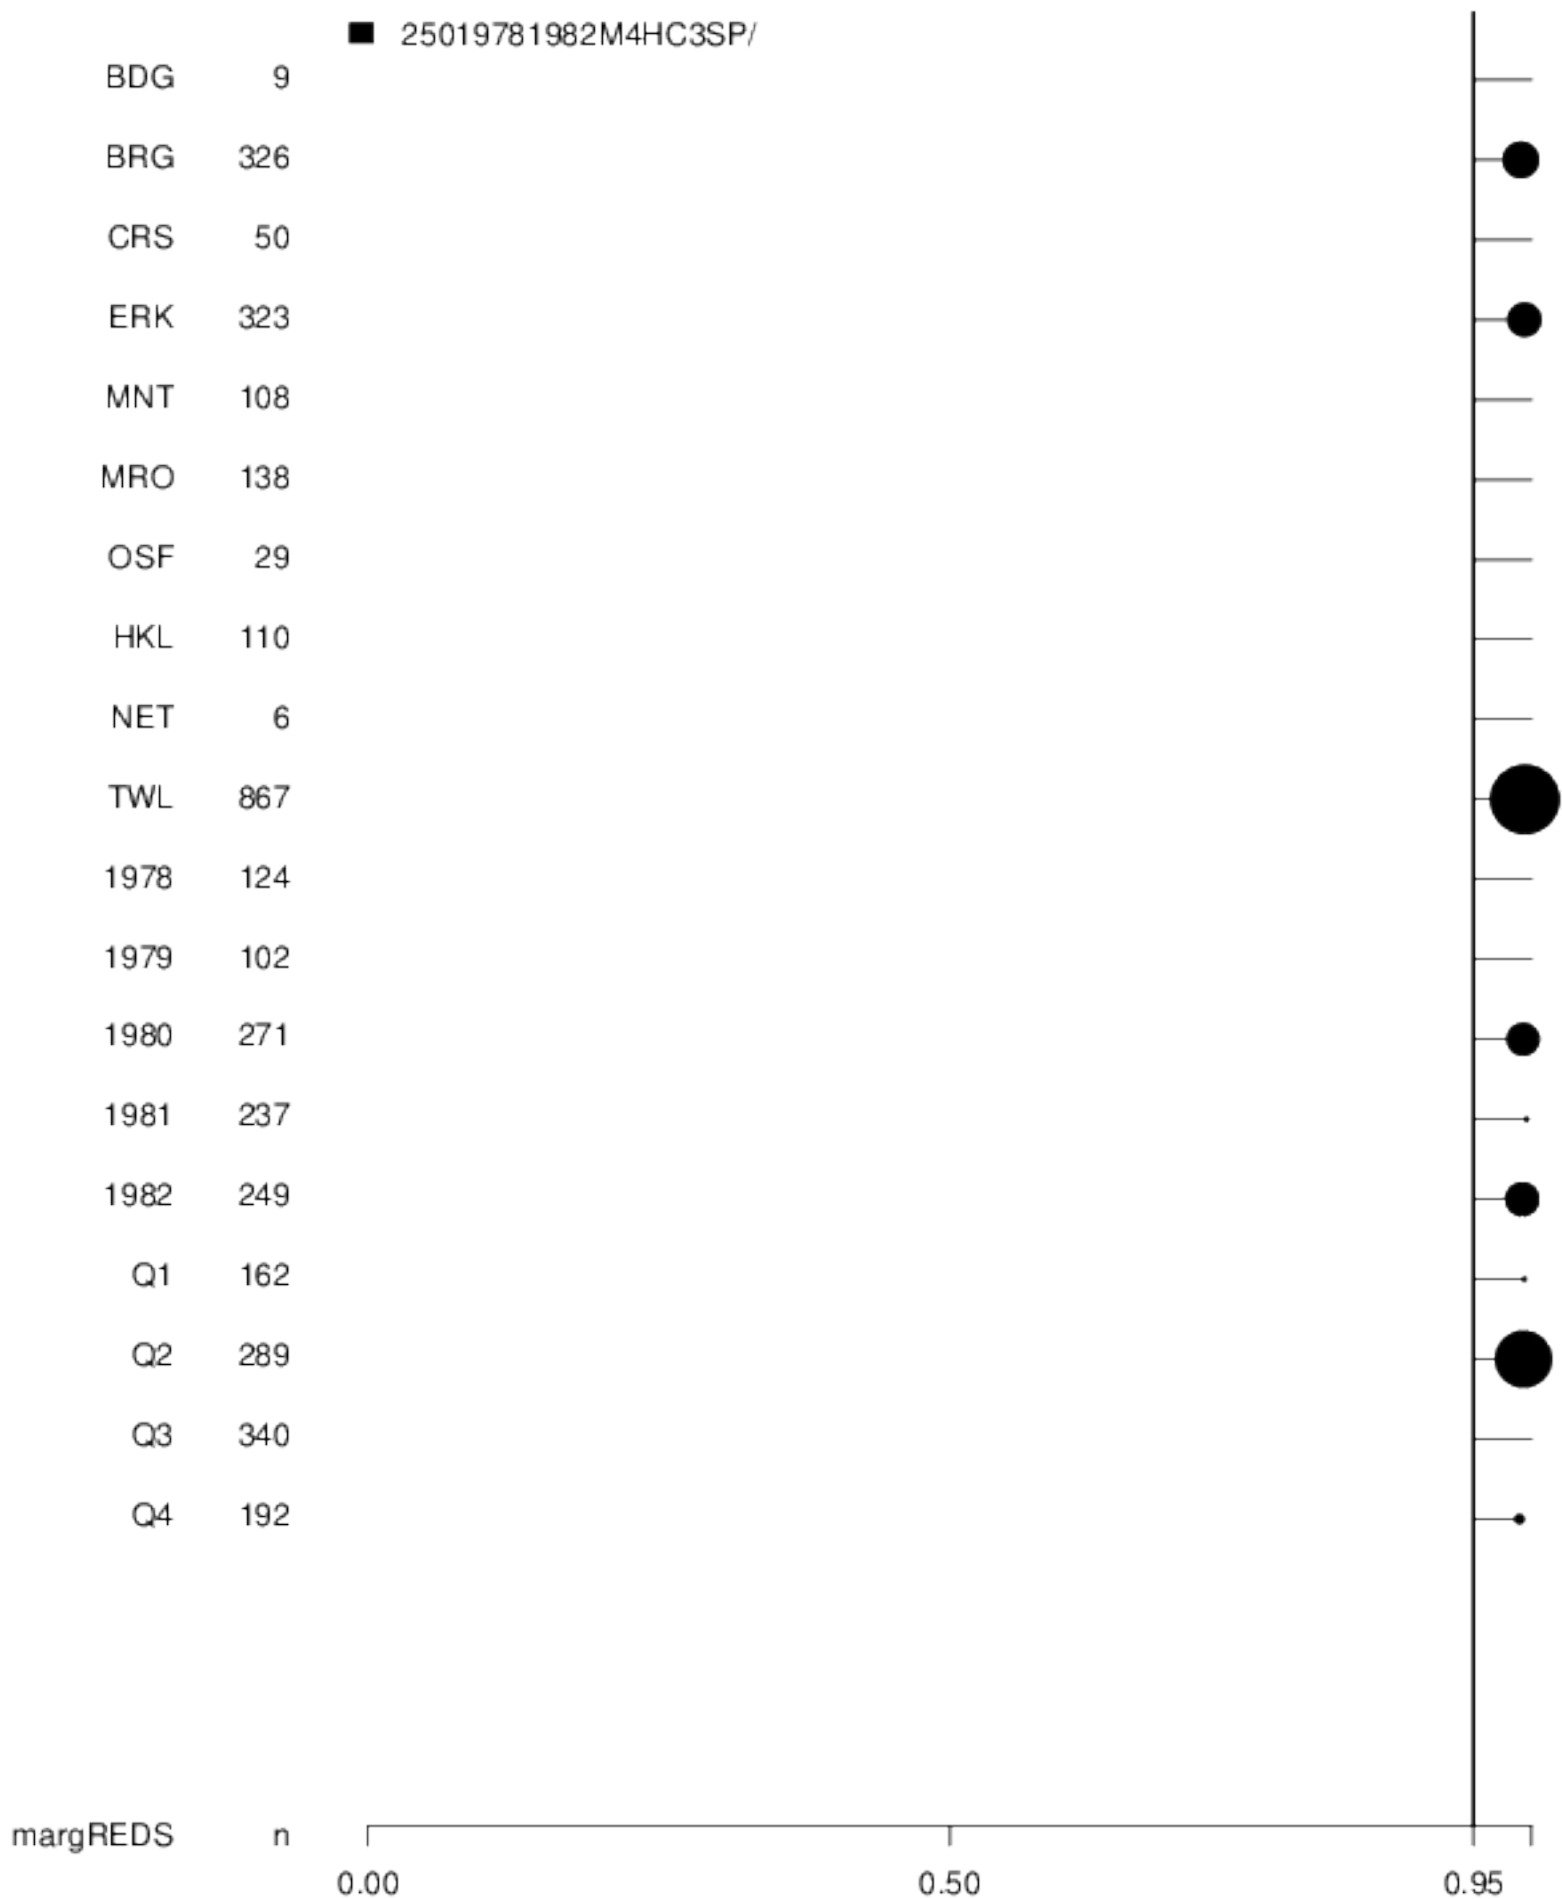 25019781982M4HC3SP/
BDG 9
BRG 326
CRS 50
ERK 323
MNT 108
MRO 138
OSF 29
HKL 110
NET 6
TWL 867
1978 124
1979 102
1980 271
1981 237
1982 249
Q1 162
Q2 289
Q3 340
Q4 192
margREDS n
0.00 0.50 0.95